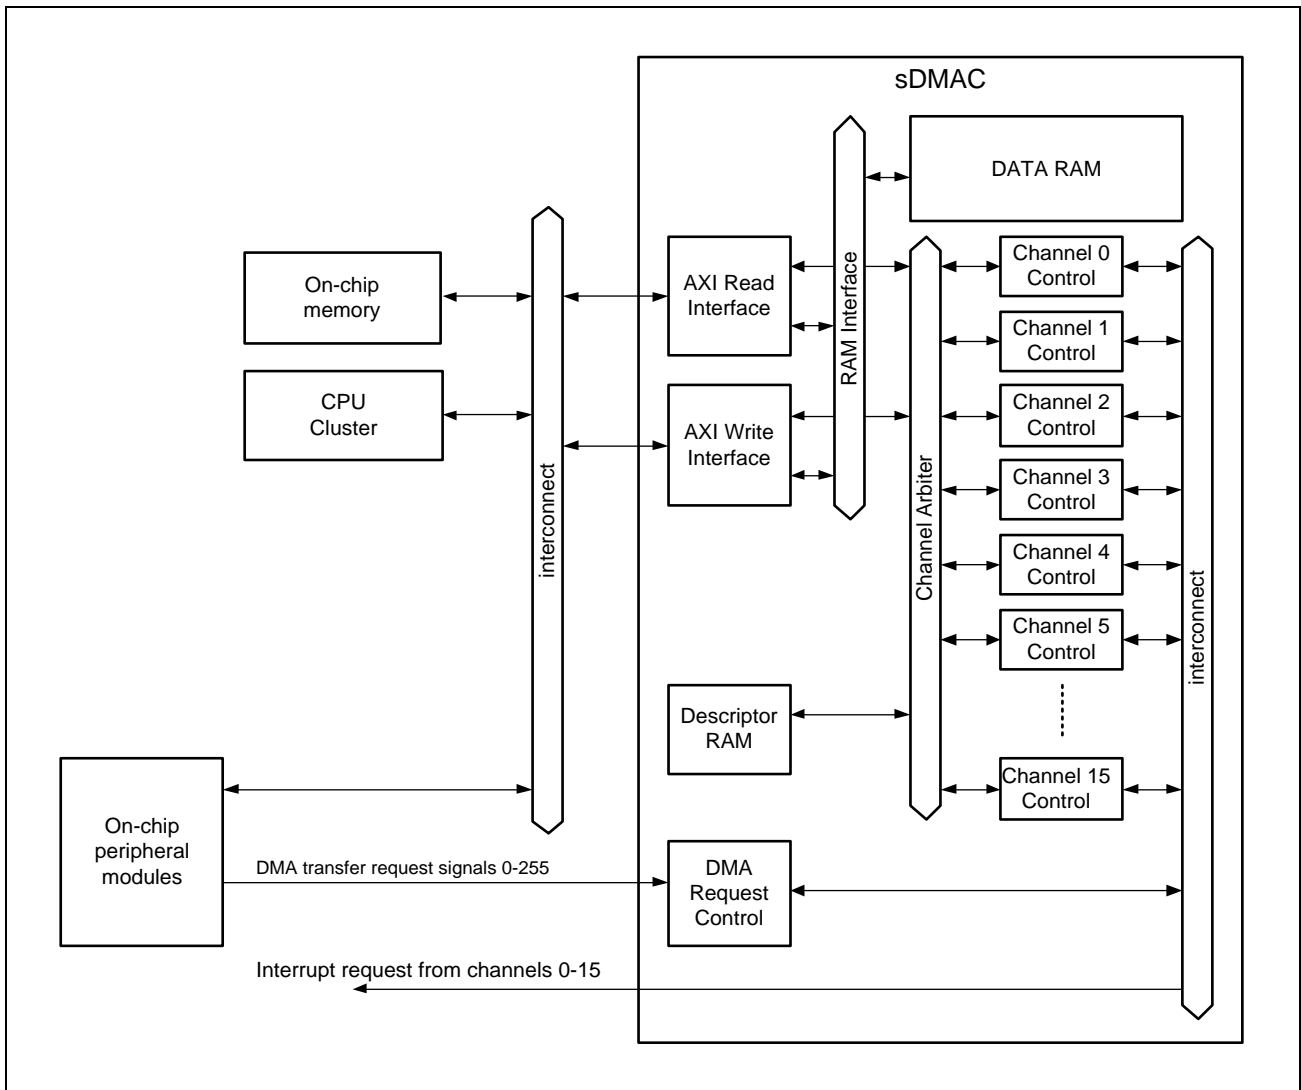 sDMAC
DATA RAM
On-chip
memory
CPU
Cluster
interconnect
AXI Read
Interface
AXI Write
Interface
RAM Interface
Channel Arbiter
Channel 0
Control
Channel 1
Control
Channel 2
Control
Channel 3
Control
Channel 4
Control
Channel 5
Control
Channel 15
Control
interconnect
Descriptor
RAM
On-chip
peripheral
modules
DMA transfer request signals 0-255
DMA
Request
Control
Interrupt request from channels 0-15